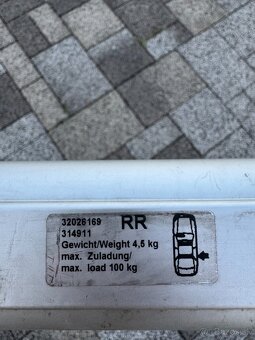 32026169
RR
314911
Gewicht/Weight 4,5 kg
max. Zuladung/
max. load 100 kg